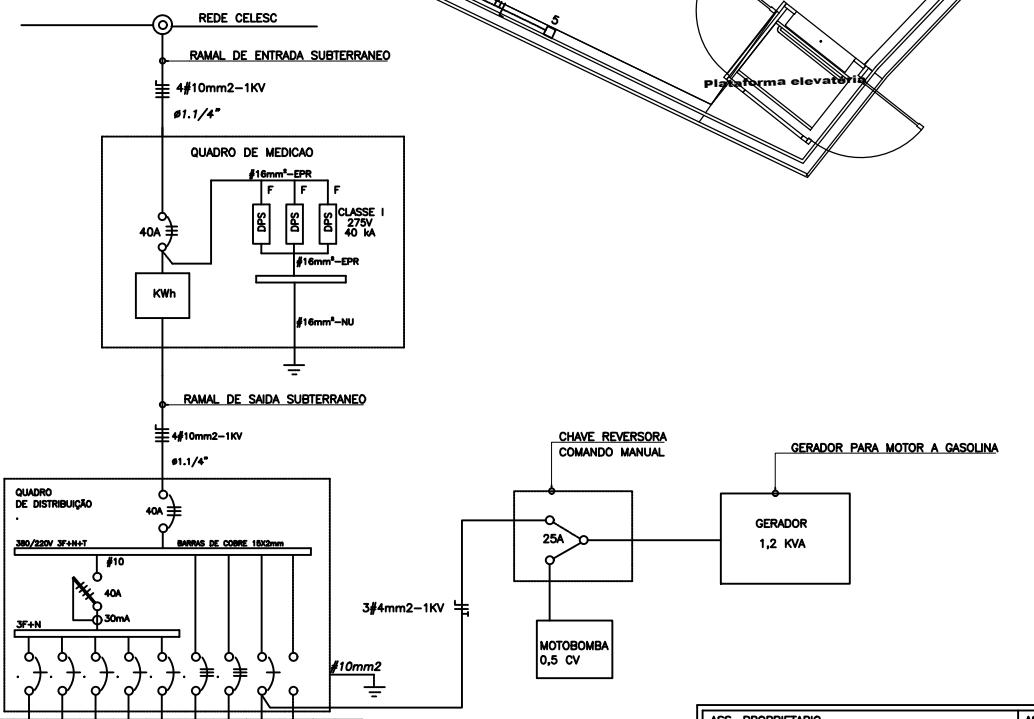 REDE CELESC
5
RAMAL DE ENTRADA SUBTERRANEO
4#10mm2-1KV
ø1.1/4"
Plataforma elevatória
QUADRO DE MEDICAO
#16mm²-EPR
F F F
DPS DPS DPS
CLASSE I
275V
40 kA
40A
#16mm²-EPR
KWh
#16mm²-NU
RAMAL DE SAIDA SUBTERRANEO
4#10mm2-1KV
ø1.1/4"
CHAVE REVERSORA
COMANDO MANUAL
GERADOR PARA MOTOR A GASOLINA
QUADRO
DE DISTRIBUIÇÃO
.
40A
25A
GERADOR
1,2 KVA
380/220V 3F+N+T
BARRAS DE COBRE 15X2mm
#10
40A
30mA
3F+N
3#4mm2-1KV
MOTOBOMBA
0,5 CV
#10mm2
ASS. PROPRIETARIO